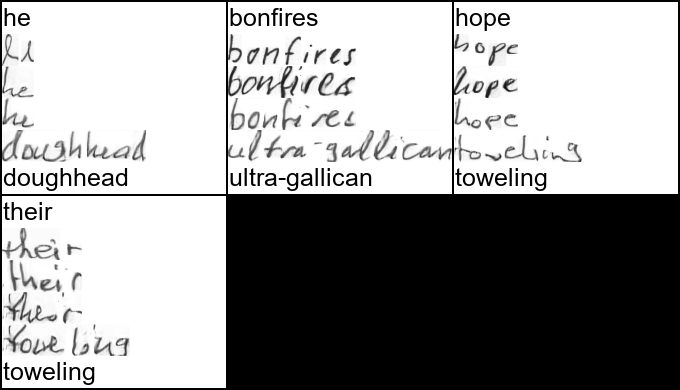 he
he
he
he
doughhead
doughhead
bonfires
bonfires
bonfires
bonfires
ultra-gallican
ultra-gallican
hope
hope
hope
hope
toweling
toweling
their
their
their
their
toweling
toweling